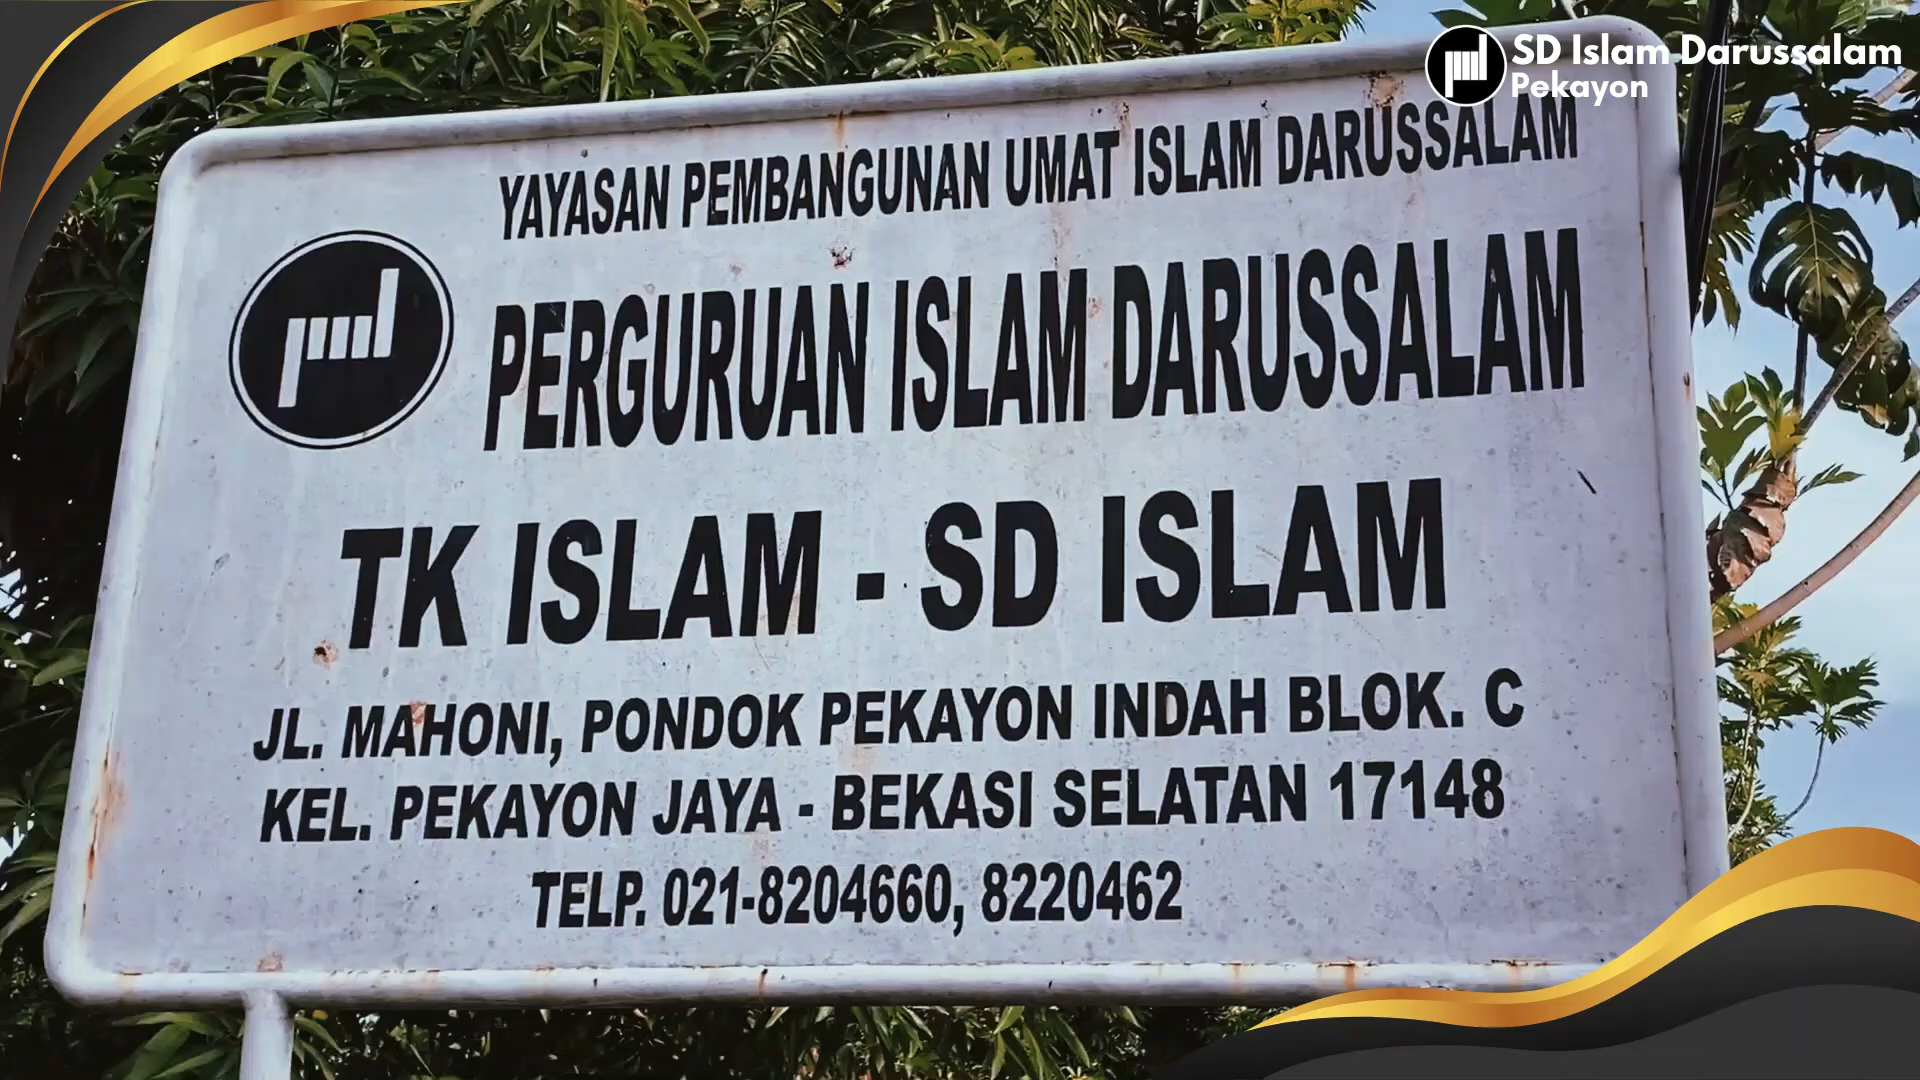 SD Islam Darussalam
Pekayon
YAYASAN PEMBANGUNAN UMAT ISLAM DARUSSALAM
PERGURUAN ISLAM DARUSSALAM
TK ISLAM - SD ISLAM
JL. MAHONI, PONDOK PEKAYON INDAH BLOK. C
KEL. PEKAYON JAYA - BEKASI SELATAN 17148
TELP. 021-8204660, 8220462